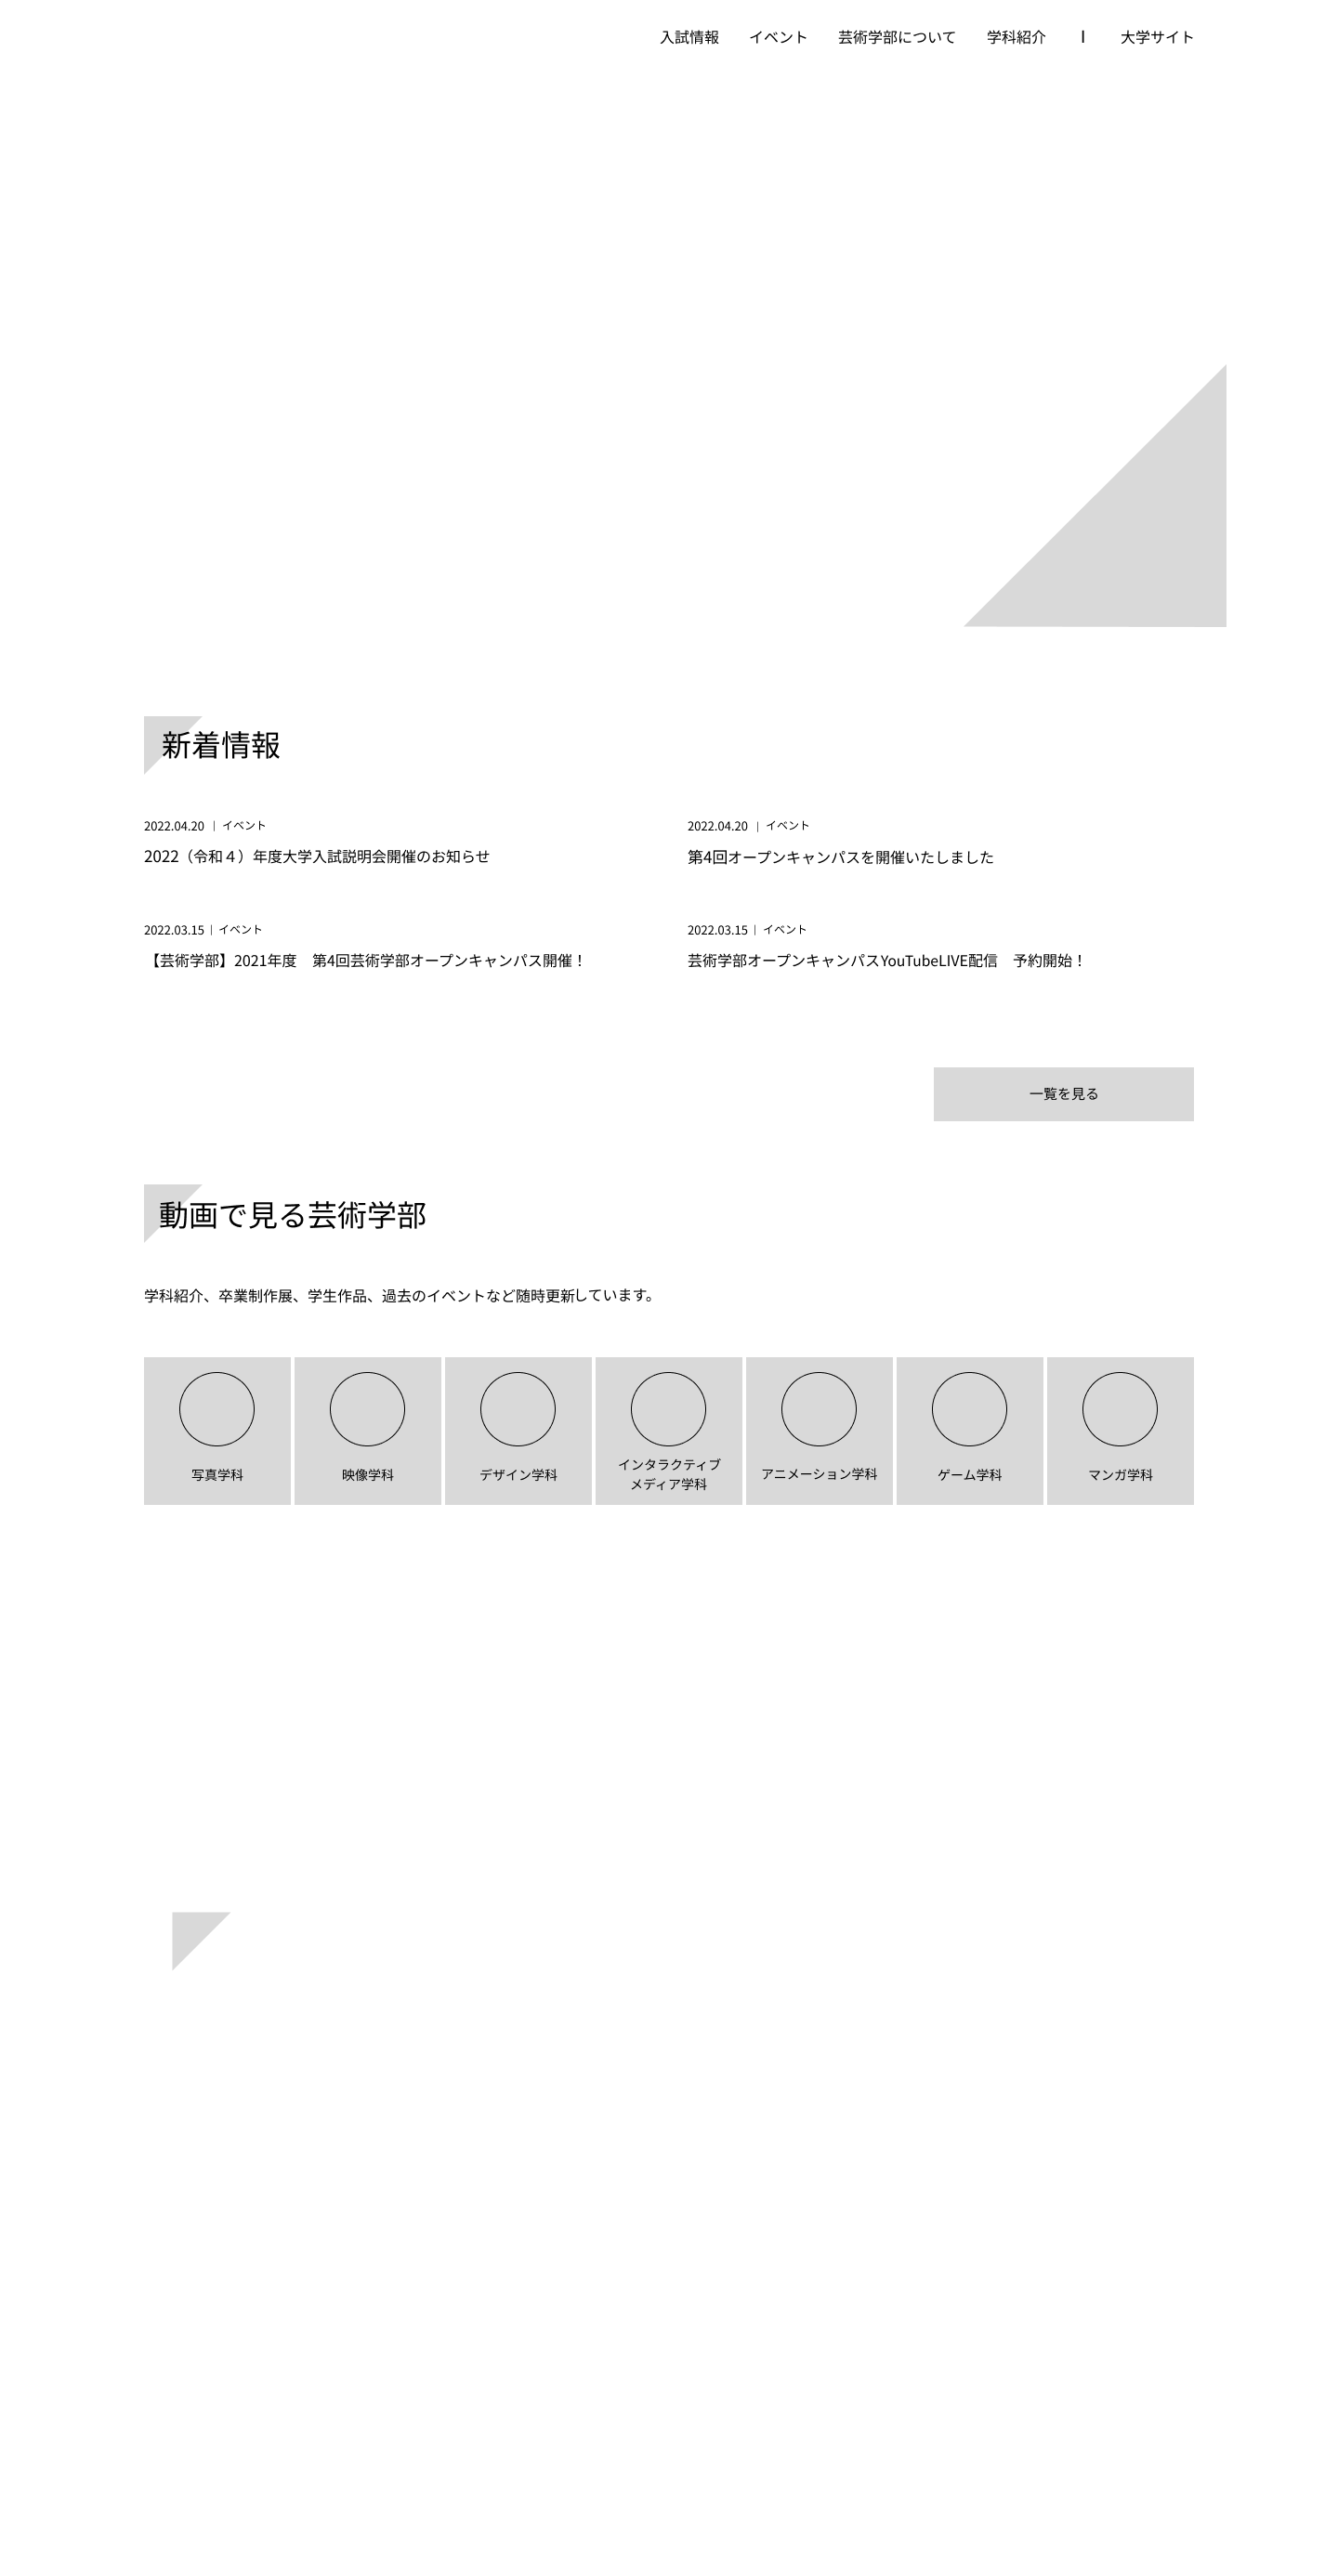 入試情報 イベント 芸術学部について 学科紹介 | 大学サイト
新着情報
2022.04.20 | イベント
2022（令和４）年度大学入試説明会開催のお知らせ
2022.04.20 | イベント
第4回オープンキャンパスを開催いたしました
2022.03.15 | イベント
【芸術学部】2021年度　第4回芸術学部オープンキャンパス開催！
2022.03.15 | イベント
芸術学部オープンキャンパスYouTubeLIVE配信　予約開始！
一覧を見る
動画で見る芸術学部
学科紹介、卒業制作展、学生作品、過去のイベントなど随時更新しています。
写真学科
映像学科
デザイン学科
インタラクティブ
メディア学科
アニメーション学科
ゲーム学科
マンガ学科